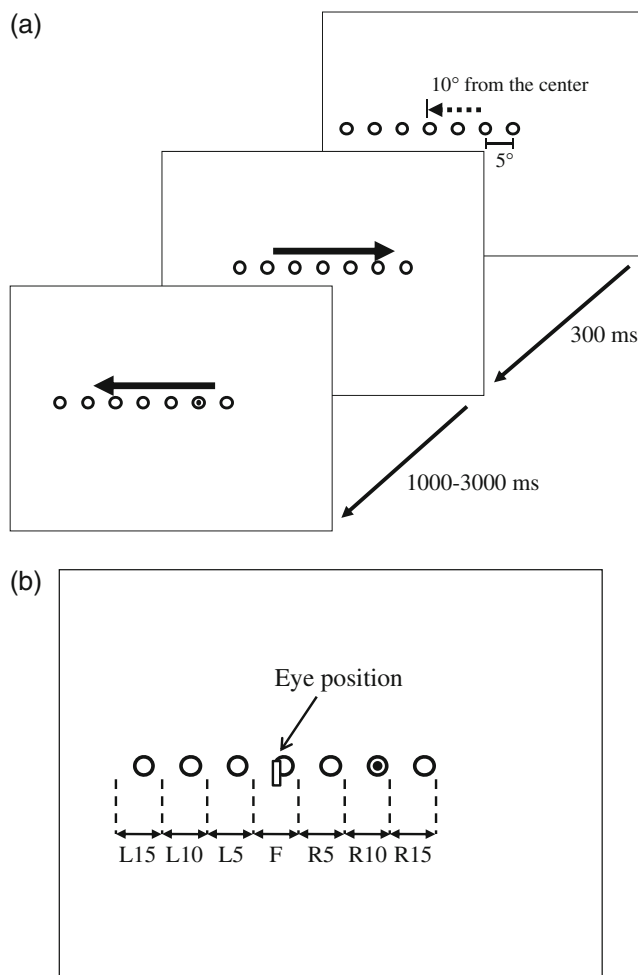 (a)
10° from the center
5°
300 ms
1000-3000 ms
(b)
Eye position
L15 L10 L5 F R5 R10 R15